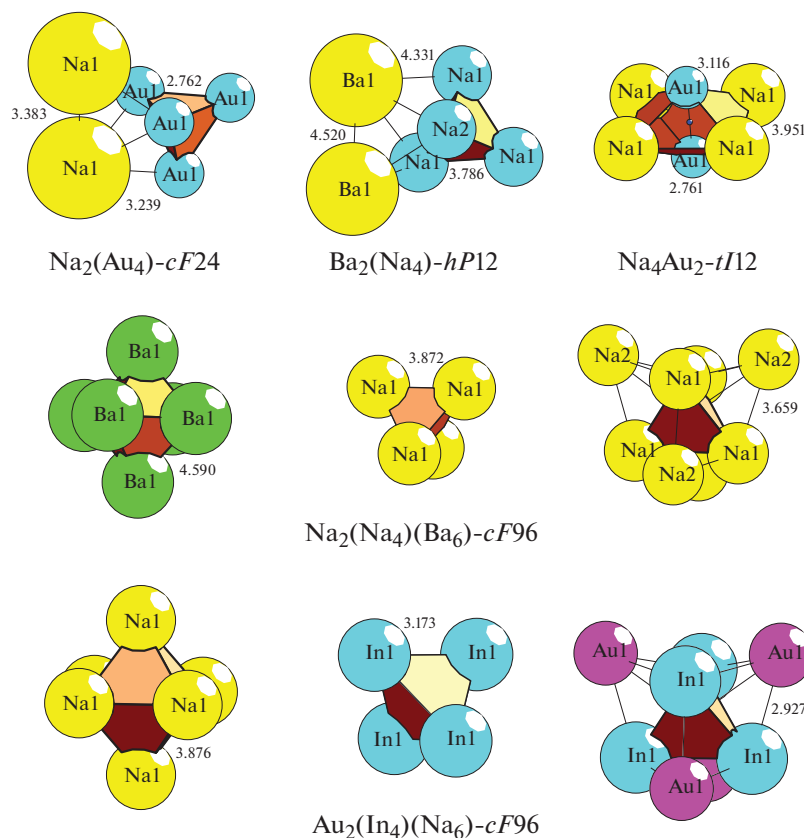 Na1 Au1 2.762 Au1
3.383 Au1
Na1 Au1
3.239
Na2(Au4)-cF24
4.331 Na1
Ba1
Na2
4.520 Na1 Na1
Ba1 3.786
Ba2(Na4)-hP12
3.116
Na1 Au1 Na1
3.951
Na1 Au1 Na1
2.761
Na4Au2-tI12
Ba1
Ba1 Ba1
4.590
Ba1
3.872
Na1 Na1
Na1
Na2 Na1 Na2
3.659
Na1 Na1
Na2
Na2(Na4)(Ba6)-cF96
Na1
Na1 Na1
3.876
Na1
3.173
In1 In1
In1 In1
Au1 In1 Au1
2.927
In1 In1
Au1
Au2(In4)(Na6)-cF96